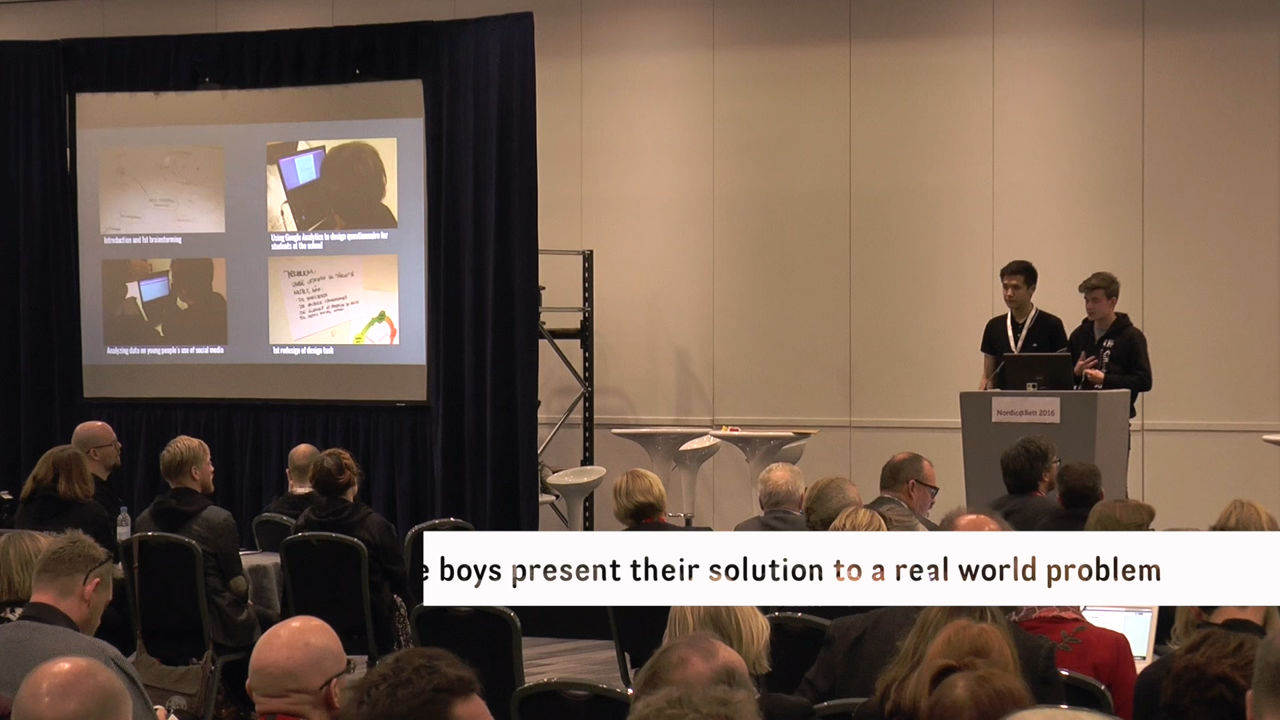 Introduction and 1st brainstorming
Using Google Analytics to design questionnaire for
students at the school
PROBLEM:
Analyzing data on young people's use of social media
1st redesign of design task
Nordic@Bett 2016
e boys present their solution to a real world problem